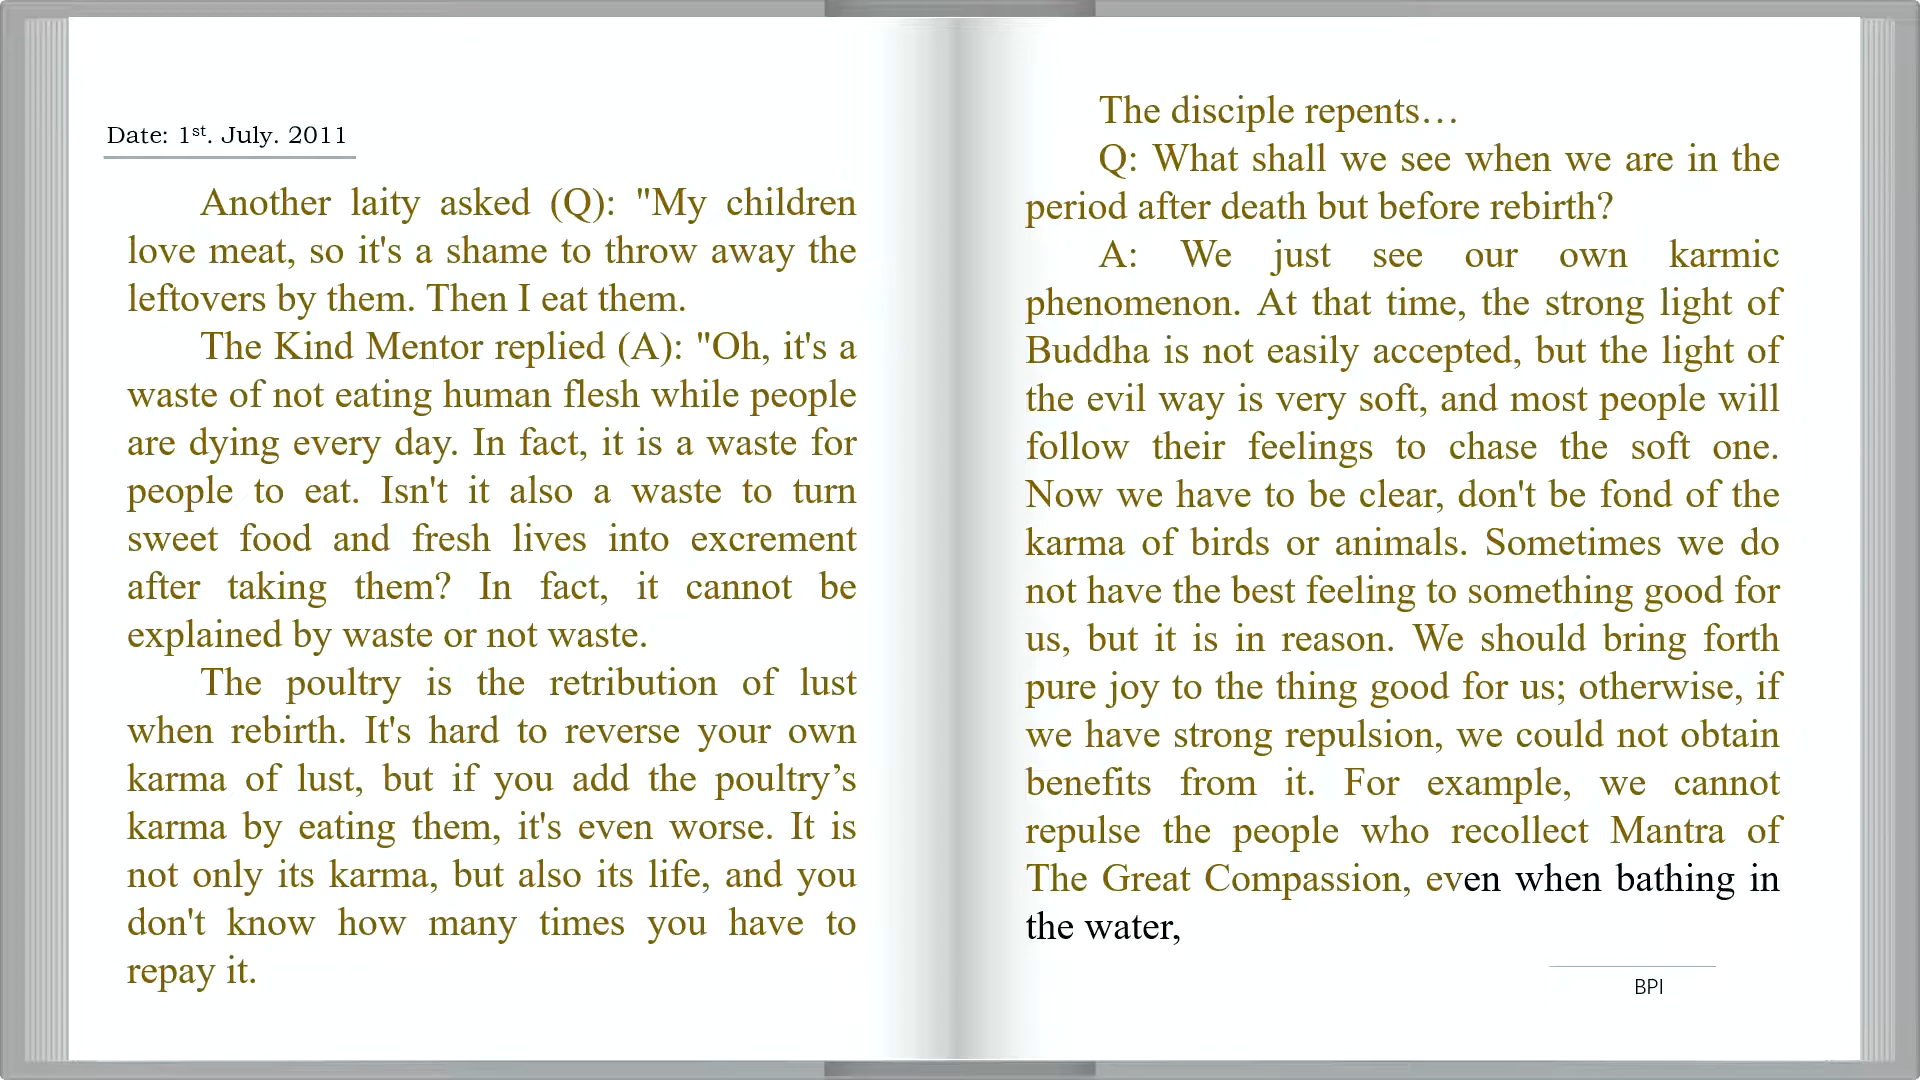 Date: 1st. July. 2011
Another laity asked (Q): "My children
love meat, so it's a shame to throw away the
leftovers by them. Then I eat them.
The Kind Mentor replied (A): "Oh, it's a
waste of not eating human flesh while people
are dying every day. In fact, it is a waste for
people to eat. Isn't it also a waste to turn
sweet food and fresh lives into excrement
after taking them? In fact, it cannot be
explained by waste or not waste.
The poultry is the retribution of lust
when rebirth. It's hard to reverse your own
karma of lust, but if you add the poultry’s
karma by eating them, it's even worse. It is
not only its karma, but also its life, and you
don't know how many times you have to
repay it.
The disciple repents…
Q: What shall we see when we are in the
period after death but before rebirth?
A: We just see our own karmic
phenomenon. At that time, the strong light of
Buddha is not easily accepted, but the light of
the evil way is very soft, and most people will
follow their feelings to chase the soft one.
Now we have to be clear, don't be fond of the
karma of birds or animals. Sometimes we do
not have the best feeling to something good for
us, but it is in reason. We should bring forth
pure joy to the thing good for us; otherwise, if
we have strong repulsion, we could not obtain
benefits from it. For example, we cannot
repulse the people who recollect Mantra of
The Great Compassion, even when bathing in
the water,
BPI